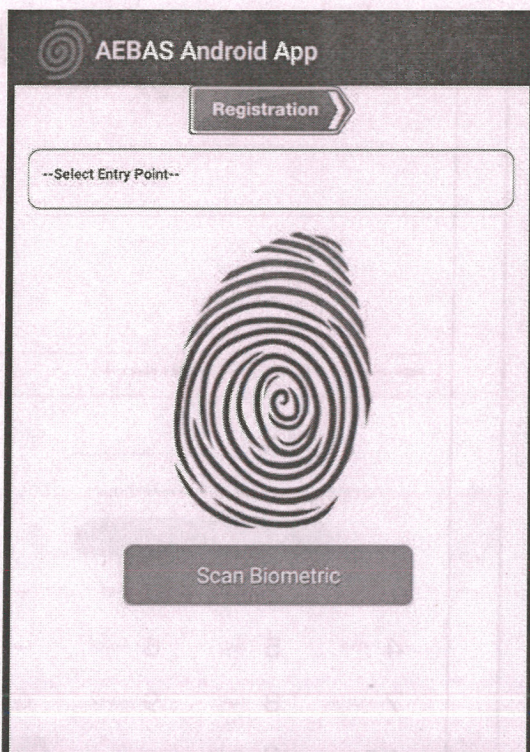 AEBAS Android App
Registration
--Select Entry Point--
Scan Biometric